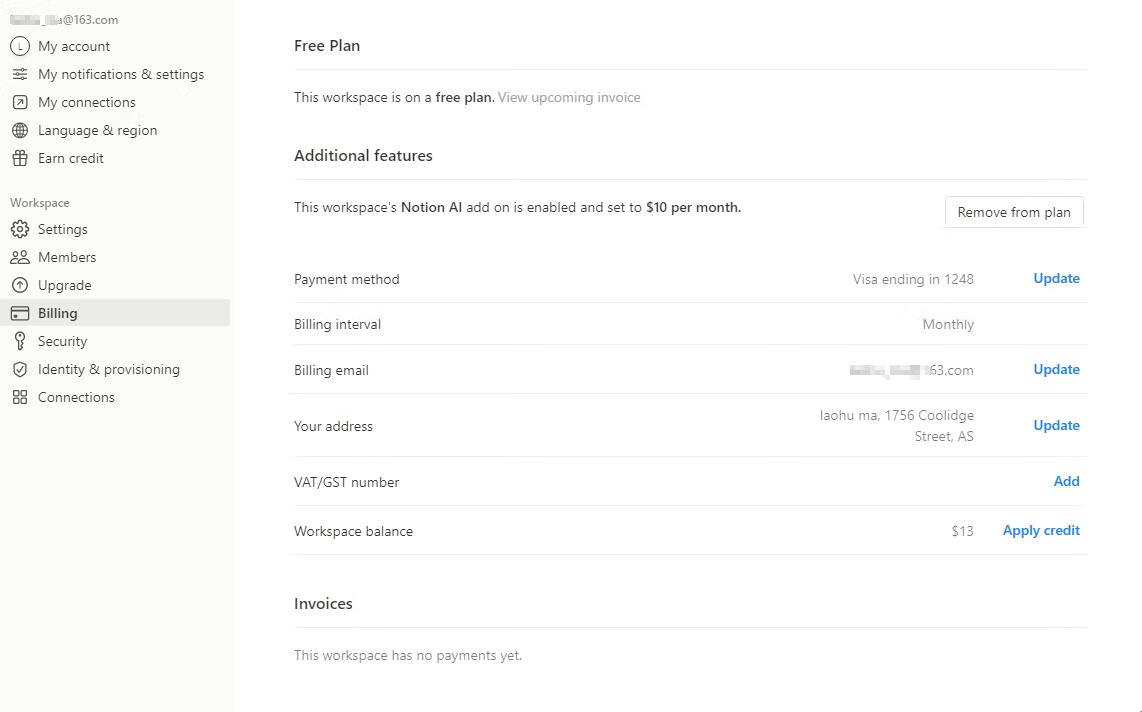 @163.com
My account
My notifications & settings
My connections
Language & region
Earn credit
Workspace
Settings
Members
Upgrade
Billing
Security
Identity & provisioning
Connections
Free Plan
This workspace is on a free plan. View upcoming invoice
Additional features
This workspace's Notion AI add on is enabled and set to $10 per month.
Remove from plan
Payment method Visa ending in 1248 Update
Billing interval Monthly
Billing email 63.com Update
Your address laohu ma, 1756 Coolidge
Street, AS Update
VAT/GST number Add
Workspace balance $13 Apply credit
Invoices
This workspace has no payments yet.